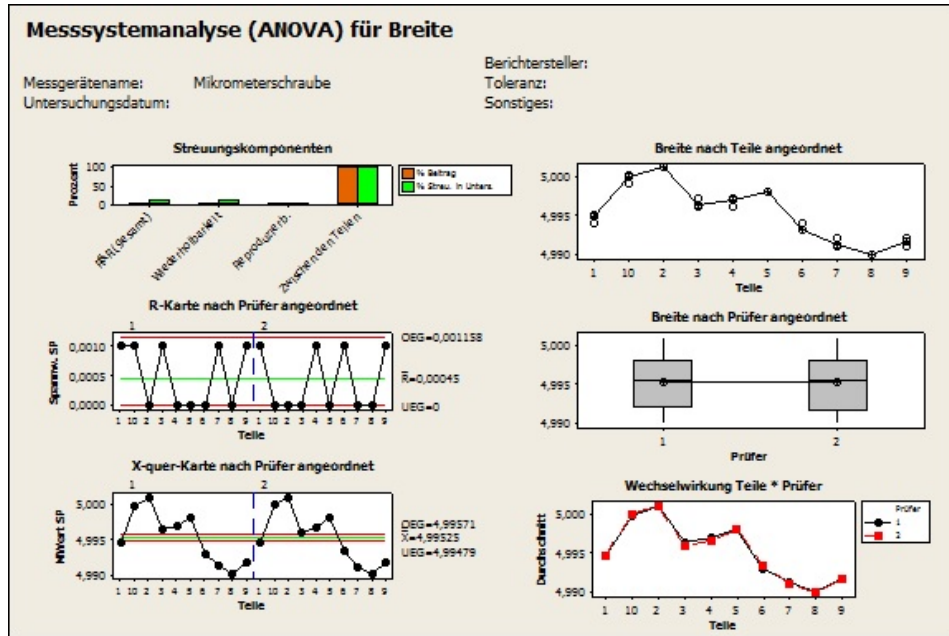 Messsystemanalyse (ANOVA) für Breite
Messgerätename: Mikrometerschraube
Untersuchungsdatum:
Berichtersteller:
Toleranz:
Sonstiges:
Streuungskomponenten
Prozent
100
50
0
R&R (Gesamt)
Wiederholbarkeit
Reproduzierb.
Zwischen den Teilen
% Beitrag
% Streu. in Unters.
R-Karte nach Prüfer angeordnet
1 2
Spannw. SP
0,0010
0,0005
0,0000
OEG=0,001158
R=0,00045
UEG=0
1 10 2 3 4 5 6 7 8 9 1 10 2 3 4 5 6 7 8 9
Teile
X-quer-Karte nach Prüfer angeordnet
1 2
MWert SP
5,000
4,995
4,990
OEG=4,99571
X=4,99525
UEG=4,99479
1 10 2 3 4 5 6 7 8 9 1 10 2 3 4 5 6 7 8 9
Teile
Breite nach Teile angeordnet
5,000
4,995
4,990
1 10 2 3 4 5 6 7 8 9
Teile
Breite nach Prüfer angeordnet
5,000
4,995
4,990
1 2
Prüfer
Wechselwirkung Teile * Prüfer
Durchschnitt
5,000
4,995
4,990
1 10 2 3 4 5 6 7 8 9
Teile
Prüfer
1
2